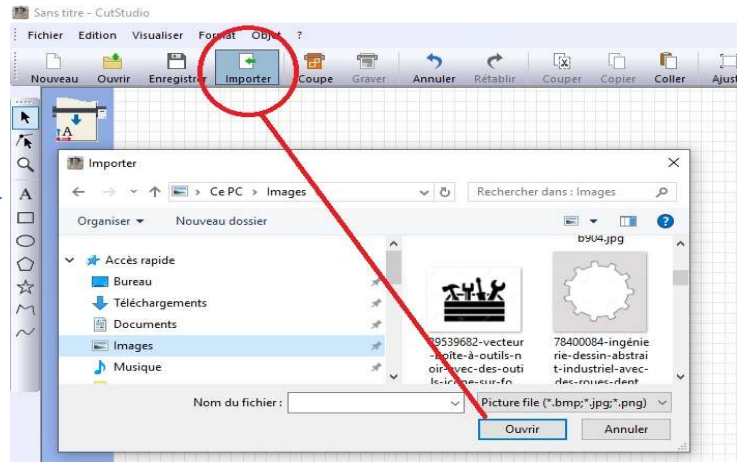 Sans titre - CutStudio
Fichier Edition Visualiser Format Objet ?
Nouveau Ouvrir Enregistrer Importer Coupe Graver Annuler Rétablir Couper Copier Coller Ajust
A
A
Importer
Ce PC > Images
Rechercher dans : Images
Organiser Nouveau dossier
b904.jpg
Accès rapide
Bureau
Téléchargements
Documents
Images
Musique
39539682-vecteur
-boîte-à-outils-n
oir-avec-des-outi
ls-icone-sur-fo
78400084-ingénie
rie-dessin-abstrai
t-industriel-avec-
des-roues-dent
Nom du fichier :
Picture file (*.bmp;*.jpg;*.png)
Ouvrir Annuler